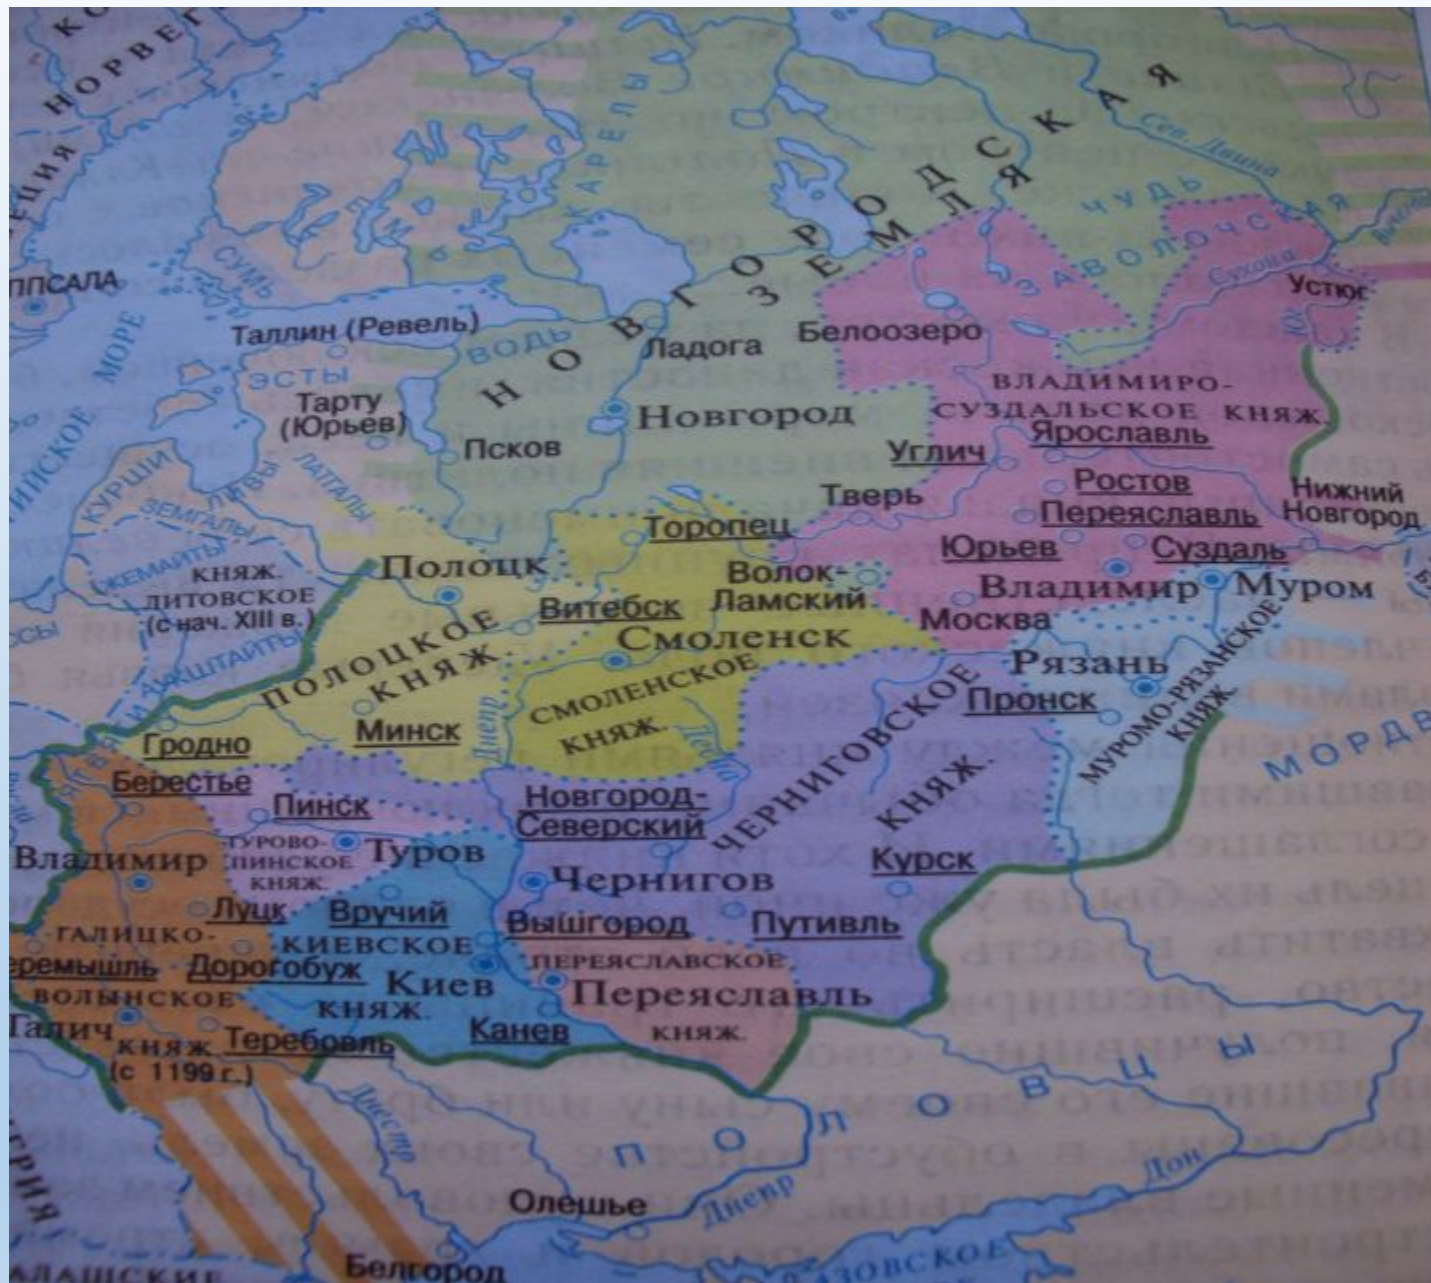 НОРВЕГ
ЕЦИЯ
КАРЕЛЫ
НОВГОРОДСКАЯ
ЗЕМЛЯ
Сев. Двина
ЧУДЬ
ЗАВОЛОЧСКАЯ
Сухона
Устюг
Юг
СУМЬ
ППСАЛА
МОРЕ
Таллин (Ревель)
ВОДЬ
Ладога
Белоозеро
ЭСТЫ
Тарту
(Юрьев)
Новгород
Псков
ВЛАДИМИРО-
СУЗДАЛЬСКОЕ КНЯЖ.
Ярославль
Углич
Ростов
Тверь
Переяславль
Нижний
Новгород
КУРШИ
ЛИВЫ
ЛАТГАЛЫ
ЗЕМГАЛЫ
ЖЕМАЙТЫ
КНЯЖ.
ЛИТОВСКОЕ
(с нач. XIII в.)
АУКШТАЙТЫ
Торопец
Юрьев
Суздаль
Полоцк
Волок-
Ламский
Владимир
Муром
Витебск
Москва
Смоленск
ПОЛОЦКОЕ
КНЯЖ.
СМОЛЕНСКОЕ
КНЯЖ.
Рязань
Пронск
МУРОМО-РЯЗАНСКОЕ
КНЯЖ.
МОРДВ
Минск
Днепр
Десна
Гродно
Берестье
Пинск
ТУРОВО-
ПИНСКОЕ
КНЯЖ.
Туров
Новгород-
Северский
ЧЕРНИГОВСКОЕ
КНЯЖ.
Владимир
Чернигов
Курск
Луцк
Вручий
Вышгород
Путивль
ГАЛИЦКО-
ВОЛЫНСКОЕ
КНЯЖ.
(с 1199 г.)
КИЕВСКОЕ
КНЯЖ.
ПЕРЕЯСЛАВСКОЕ
КНЯЖ.
еремышль
Дорогобуж
Киев
Переяславль
Галич
Теребовль
Канев
ПОЛОВЦЫ
Днестр
Олешье
Днепр
Дон
Белгород
АЗОВСКОЕ